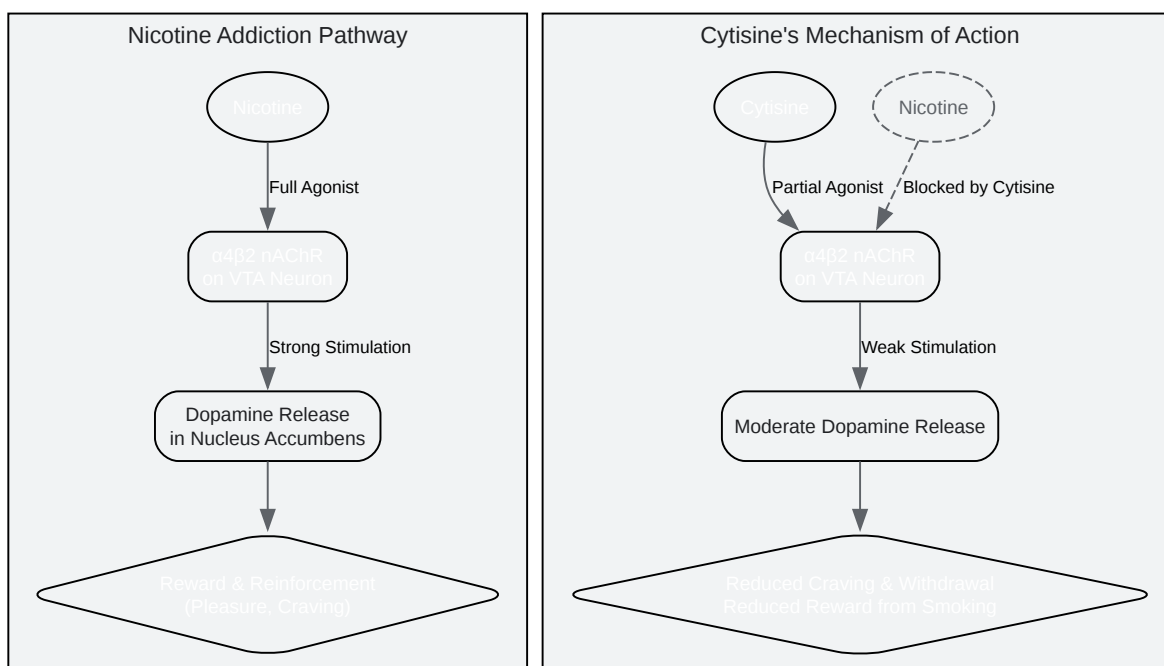 Nicotine Addiction Pathway
Nicotine
Full Agonist
α4β2 nAChR
on VTA Neuron
Strong Stimulation
Dopamine Release
in Nucleus Accumbens
Reward & Reinforcement
(Pleasure, Craving)
Cytisine's Mechanism of Action
Cytisine
Nicotine
Partial Agonist
Blocked by Cytisine
α4β2 nAChR
on VTA Neuron
Weak Stimulation
Moderate Dopamine Release
Reduced Craving & Withdrawal
Reduced Reward from Smoking